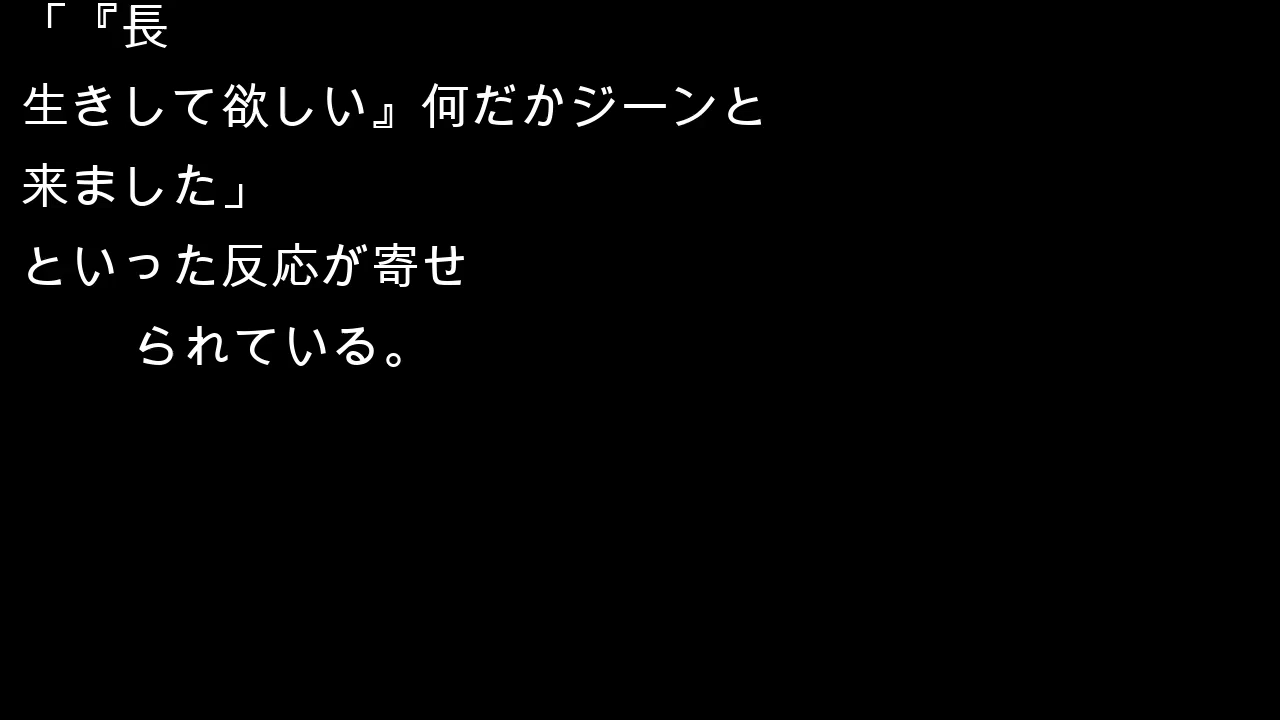 「『長
生きして欲しい』何だかジーンと
来ました」
といった反応が寄せ
られている。